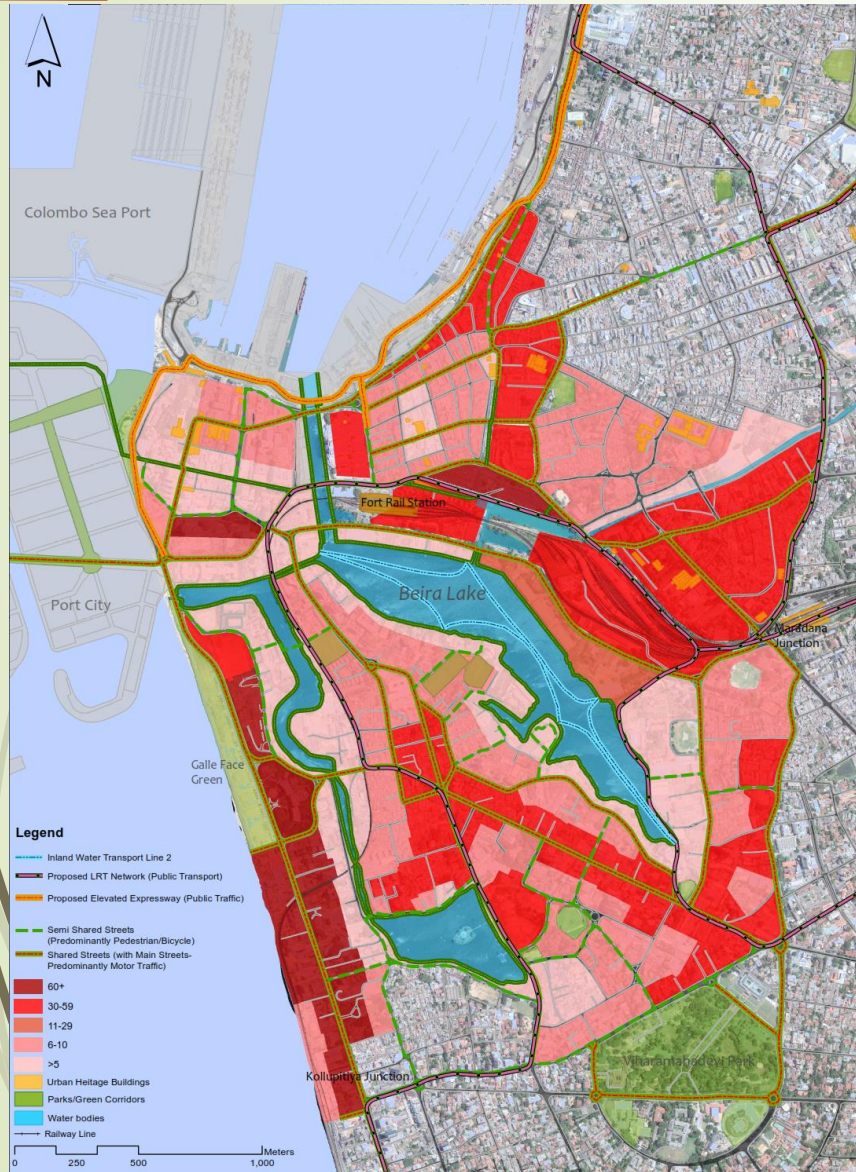 N
Colombo Sea Port
Fort Rail Station
Beira Lake
Port City
Maradana
Junction
Galle Face
Green
Legend
Inland Water Transport Line 2
Proposed LRT Network (Public Transport)
Proposed Elevated Expressway (Public Traffic)
Semi Shared Streets
(Predominantly Pedestrian/Bicycle)
Shared Streets (with Main Streets-
Predominantly Motor Traffic)
60+
30-59
11-29
6-10
>5
Urban Heitage Buildings
Parks/Green Corridors
Water bodies
Railway Line
Kollupitiya Junction
Viharamahadevi Park
Meters
0 250 500 1,000